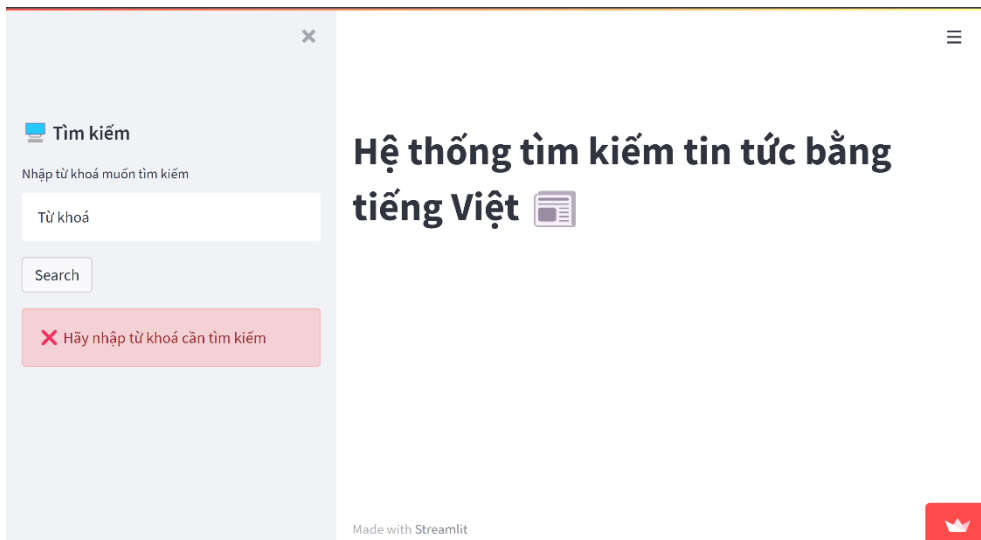 Tìm kiếm
Nhập từ khoá muốn tìm kiếm
Từ khoá
Search
Hãy nhập từ khoá cần tìm kiếm
Hệ thống tìm kiếm tin tức bằng
tiếng Việt
Made with Streamlit